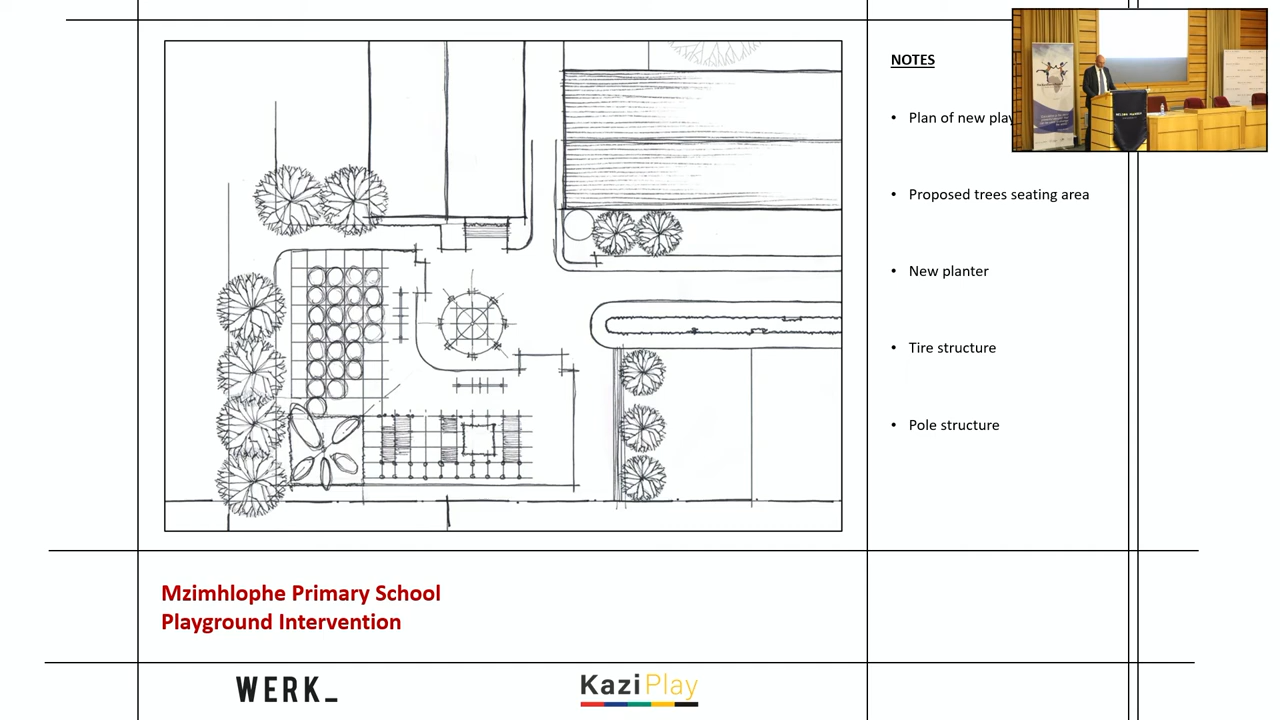 NOTES
• Plan of new play
• Proposed trees seating area
• New planter
• Tire structure
• Pole structure
Mzimhlophe Primary School
Playground Intervention
WERK_
KaziPlay